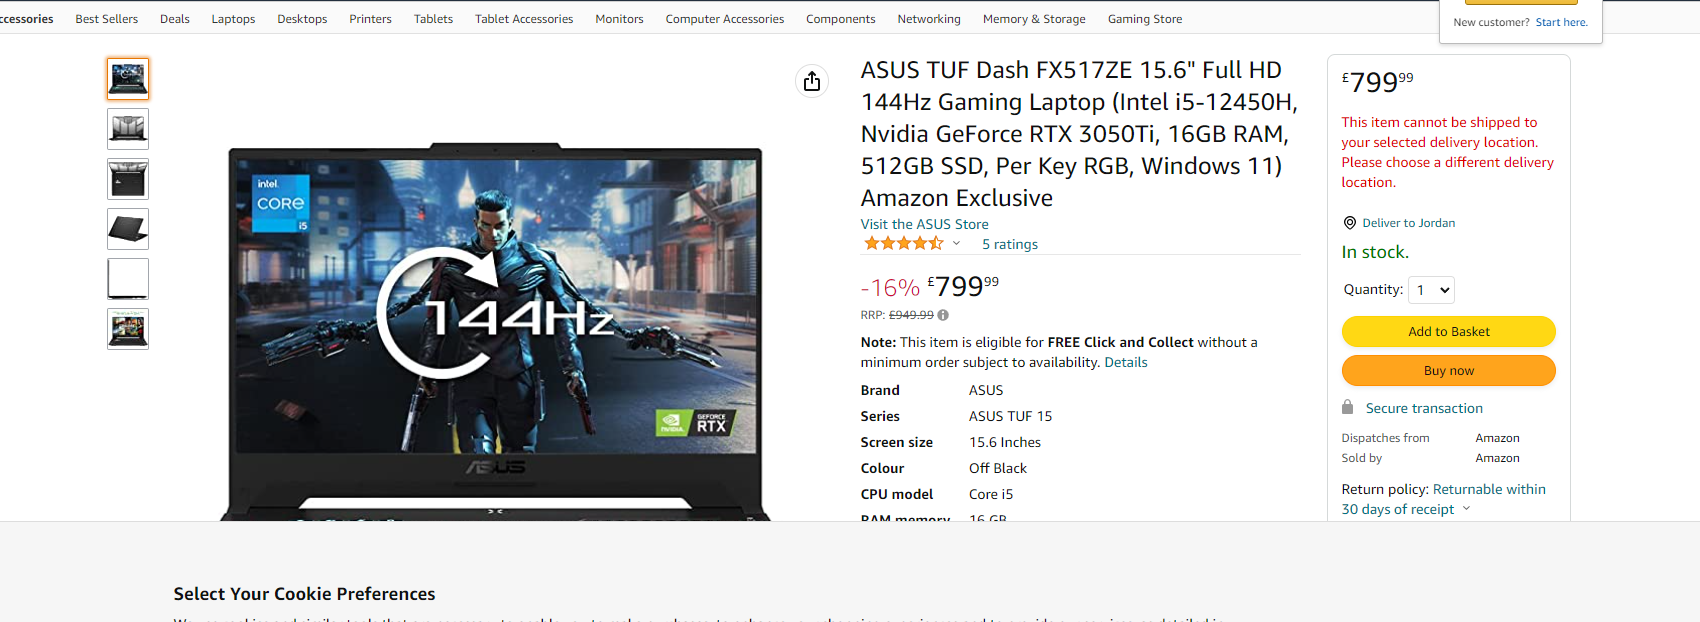 ccessories Best Sellers Deals Laptops Desktops Printers Tablets Tablet Accessories Monitors Computer Accessories Components Networking Memory & Storage Gaming Store
New customer? Start here.
intel.
CORE
i5
144Hz
NVIDIA.
GEFORCE
RTX
ASUS
ASUS TUF Dash FX517ZE 15.6" Full HD
144Hz Gaming Laptop (Intel i5-12450H,
Nvidia GeForce RTX 3050Ti, 16GB RAM,
512GB SSD, Per Key RGB, Windows 11)
Amazon Exclusive
Visit the ASUS Store
5 ratings
-16% £79999
RRP: £949.99
Note: This item is eligible for FREE Click and Collect without a
minimum order subject to availability. Details
Brand ASUS
Series ASUS TUF 15
Screen size 15.6 Inches
Colour Off Black
CPU model Core i5
RAM memory 16 GB
£79999
This item cannot be shipped to
your selected delivery location.
Please choose a different delivery
location.
Deliver to Jordan
In stock.
Quantity: 1
Add to Basket
Buy now
Secure transaction
Dispatches from Amazon
Sold by Amazon
Return policy: Returnable within
30 days of receipt
Select Your Cookie Preferences